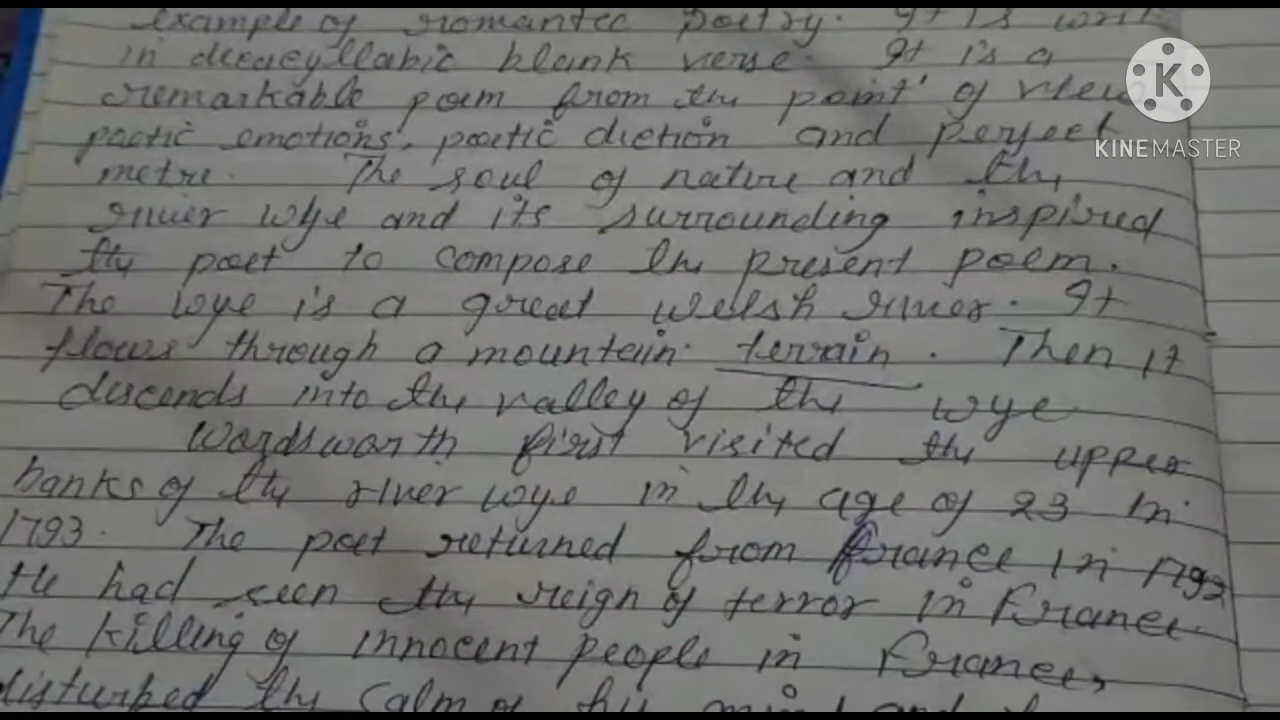 example of romantic poetry. It is writ
in decacyllabic blank verse. It is a
remarkable poem from the point of view
poetic emotions, poetic diction and perfect
metre. The soul of nature and the
river wye and its surrounding inspired
the poet to compose the present poem.
The wye is a great welsh river. It
flows through a mountain terrain. Then it
descends into the valley of the wye
Wordsworth first visited the upper
banks of the river wye in the age of 23 in
1793. The poet returned from France in 1792
He had seen the reign of terror in France.
The killing of innocent people in France,
disturbed the calm of his mind and
K
KINEMASTER